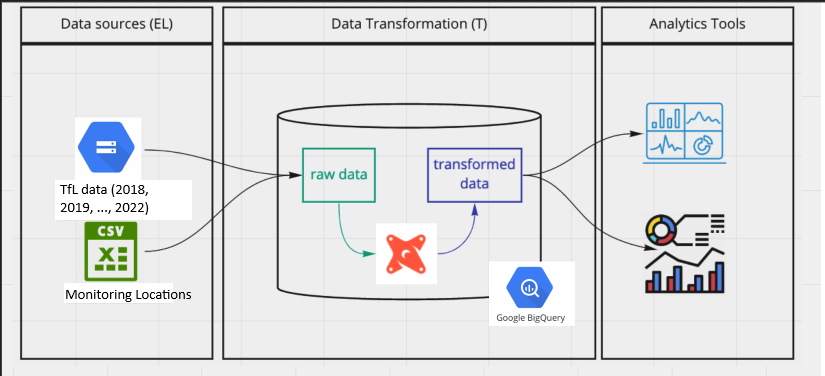 Data sources (EL)
Data Transformation (T)
Analytics Tools
TfL data (2018,
2019, ..., 2022)
CSV
X
Monitoring Locations
raw data
transformed
data
Google BigQuery